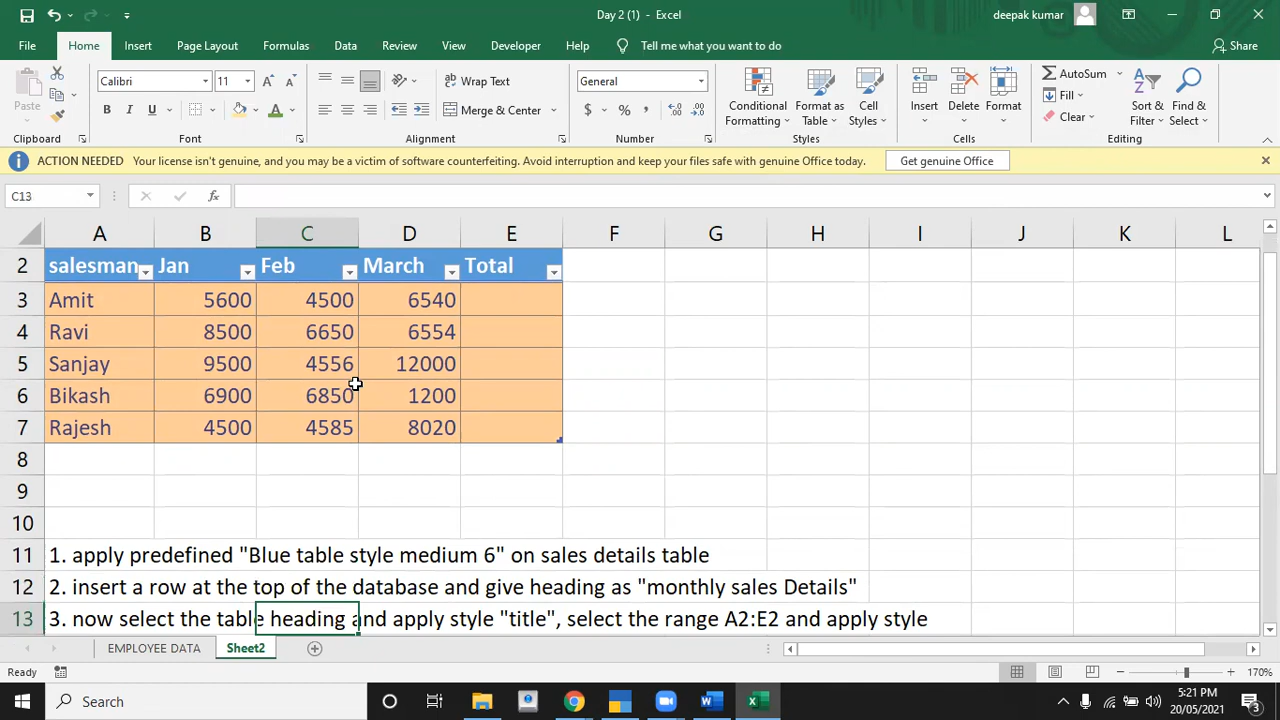 Day 2 (1) - Excel
deepak kumar
File Home Insert Page Layout Formulas Data Review View Developer Help Tell me what you want to do Share
Paste
Calibri 11
B I U
A A
Wrap Text
Merge & Center
General
$ % ,
Conditional Formatting
Format as Table
Cell Styles
Insert Delete Format
AutoSum
Fill
Clear
Sort & Filter
Find & Select
Clipboard Font Alignment Number Styles Cells Editing
ACTION NEEDED Your license isn't genuine, and you may be a victim of software counterfeiting. Avoid interruption and keep your files safe with genuine Office today. Get genuine Office
C13 fx
A B C D E F G H I J K L
2 salesman Jan Feb March Total
3 Amit 5600 4500 6540
4 Ravi 8500 6650 6554
5 Sanjay 9500 4556 12000
6 Bikash 6900 6850 1200
7 Rajesh 4500 4585 8020
8
9
10
11 1. apply predefined "Blue table style medium 6" on sales details table
12 2. insert a row at the top of the database and give heading as "monthly sales Details"
13 3. now select the table heading and apply style "title", select the range A2:E2 and apply style
EMPLOYEE DATA Sheet2
Ready 170%
Search
5:21 PM
20/05/2021
3